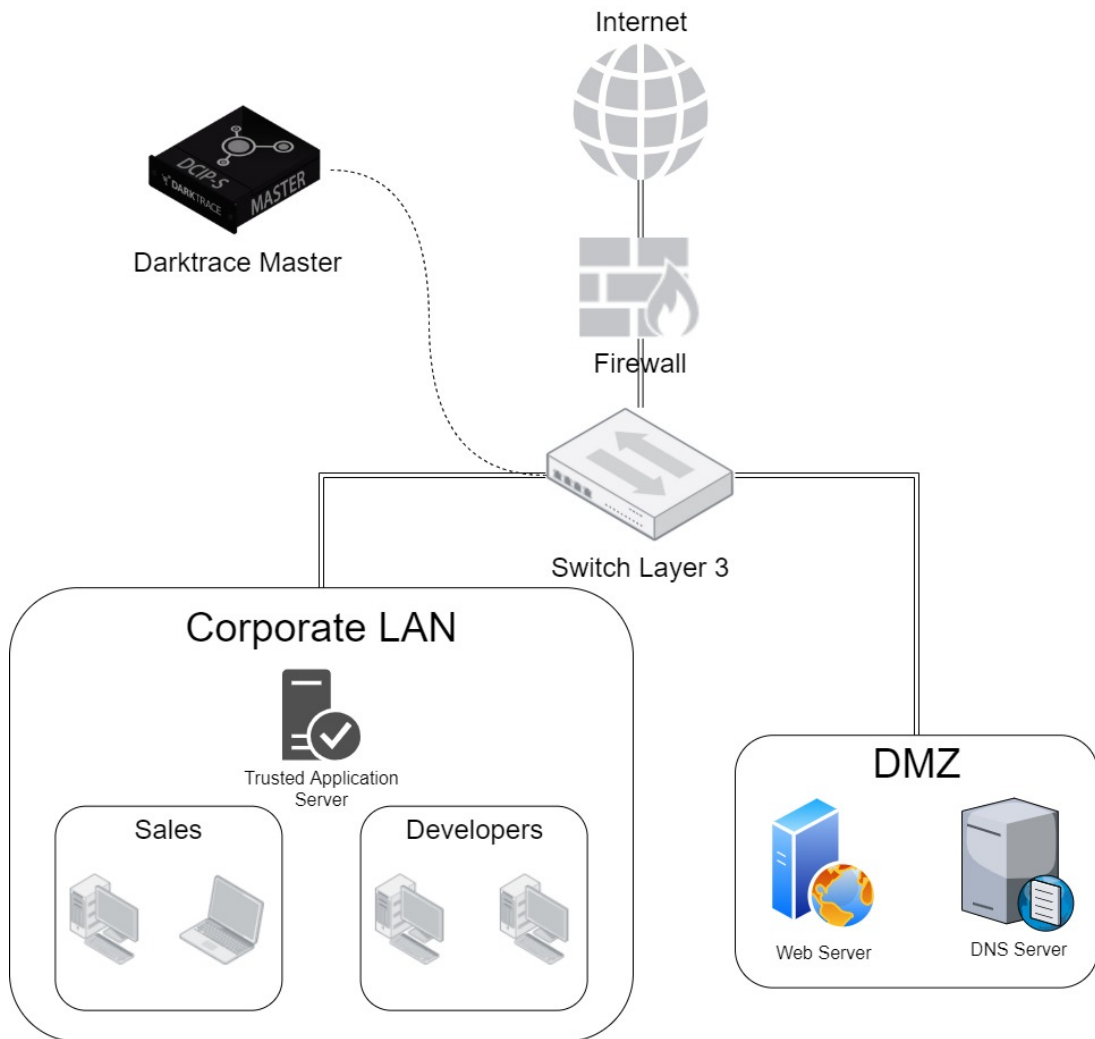 Internet
DCIP-S
DARKTRACE
MASTER
Darktrace Master
Firewall
Switch Layer 3
Corporate LAN
Trusted Application
Server
Sales
Developers
DMZ
Web Server
DNS Server